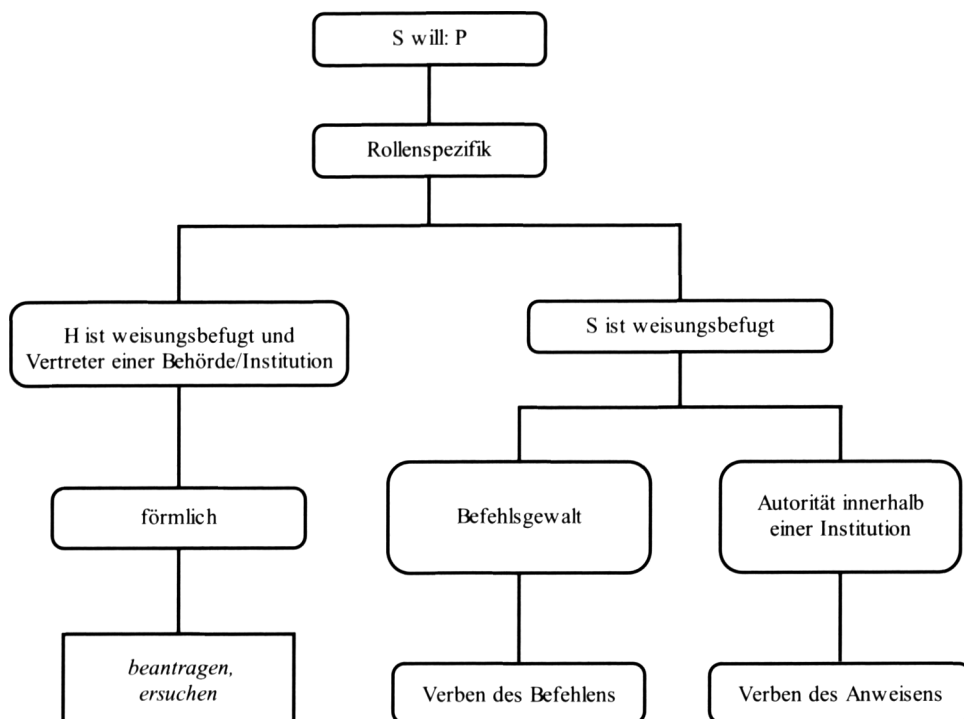 S will: P
Rollenspezifik
H ist weisungsbefugt und
Vertreter einer Behörde/Institution
S ist weisungsbefugt
förmlich
Befehlsgewalt
Autorität innerhalb
einer Institution
beantragen,
ersuchen
Verben des Befehlens
Verben des Anweisens